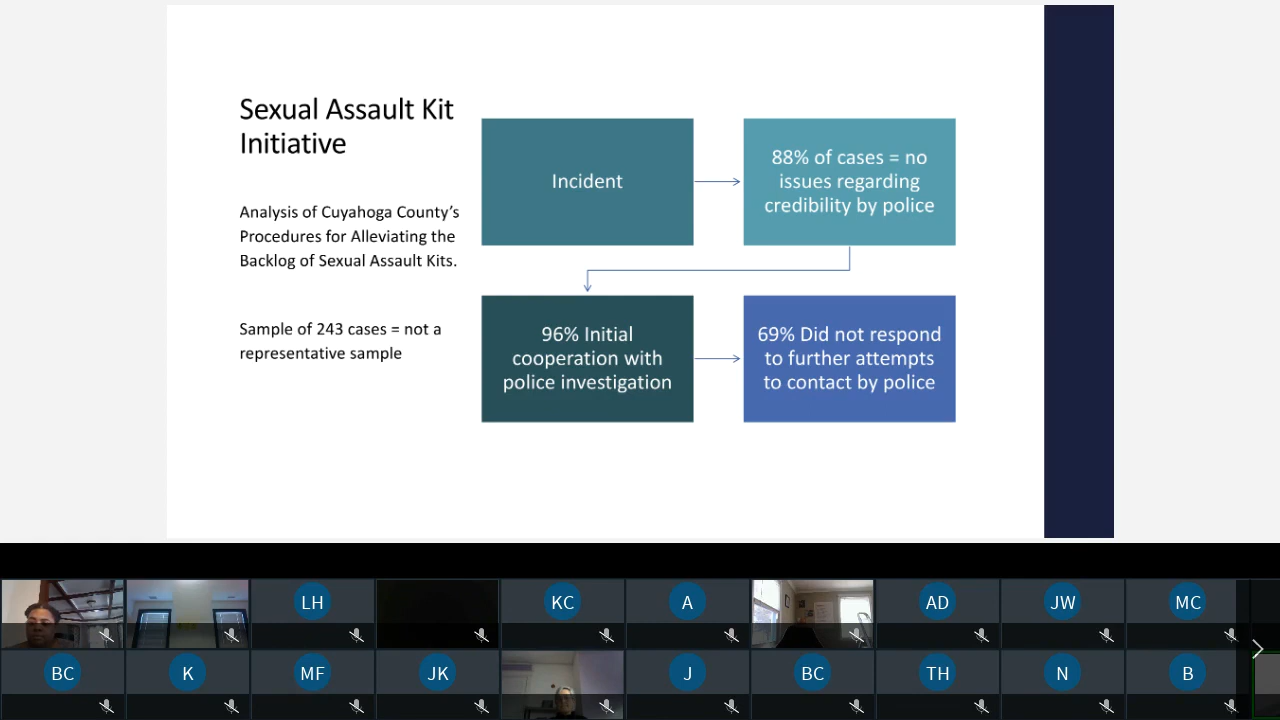 Sexual Assault Kit
Initiative
Analysis of Cuyahoga County’s
Procedures for Alleviating the
Backlog of Sexual Assault Kits.
Sample of 243 cases = not a
representative sample
Incident
88% of cases = no
issues regarding
credibility by police
96% Initial
cooperation with
police investigation
69% Did not respond
to further attempts
to contact by police
LH
KC
A
AD
JW
MC
BC
K
MF
JK
J
BC
TH
N
B